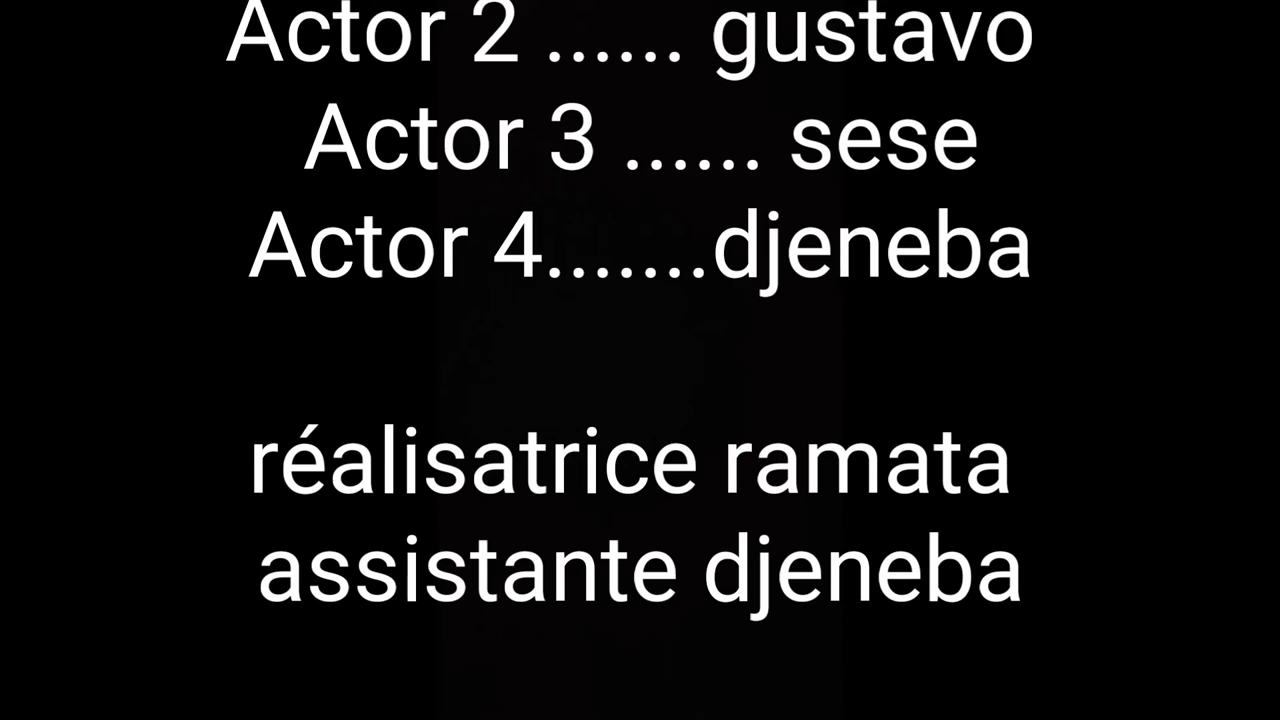 Actor 2 ...... gustavo
Actor 3 ...... sese
Actor 4.......djeneba
réalisatrice ramata
assistante djeneba